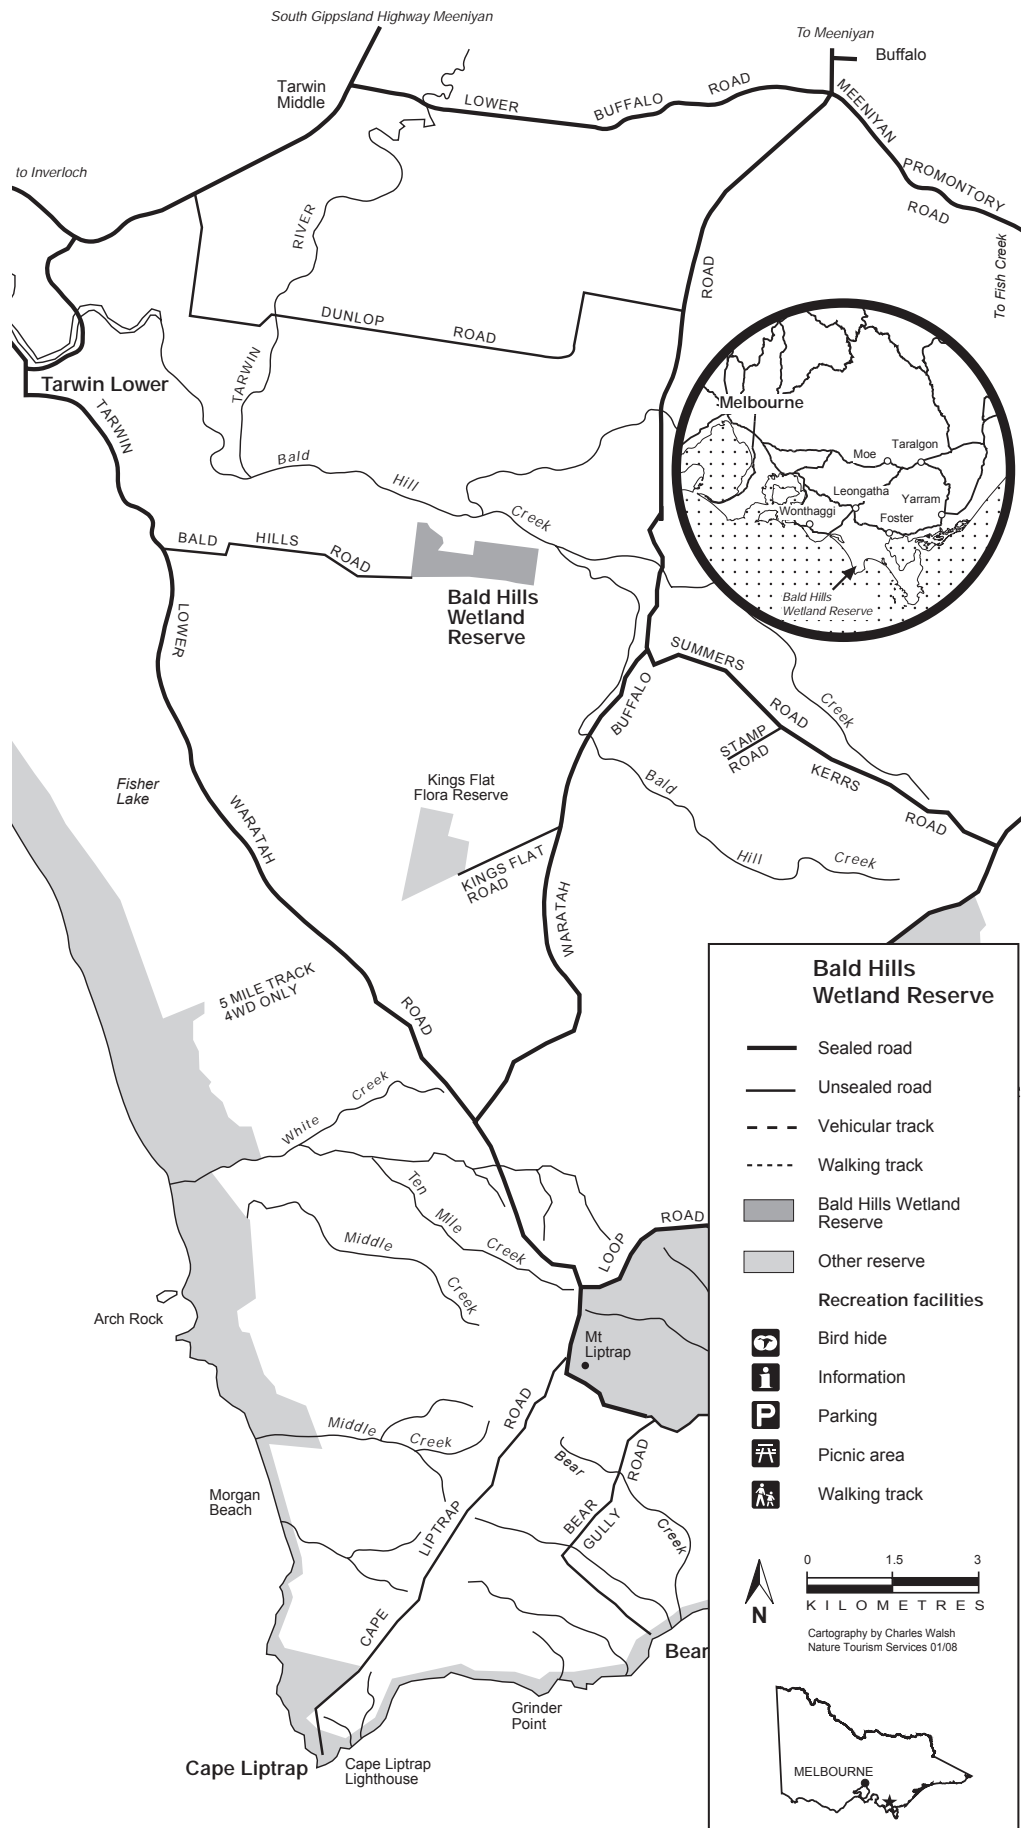 South Gippsland Highway Meeniyan
To Meeniyan
Buffalo
Tarwin
Middle
LOWER BUFFALO ROAD
MEENIYAN
PROMONTORY
ROAD
to Inverloch
To Fish Creek
RIVER
TARWIN
ROAD
DUNLOP ROAD
Tarwin Lower
TARWIN
Melbourne
Moe
Taralgon
Leongatha
Yarram
Wonthaggi
Foster
Bald Hills
Wetland Reserve
Bald Hill Creek
BALD HILLS ROAD
Bald Hills
Wetland
Reserve
LOWER
SUMMERS
ROAD
BUFFALO
Creek
STAMP
ROAD
KERRS
ROAD
Fisher
Lake
Kings Flat
Flora Reserve
Bald
Hill Creek
WARATAH
KINGS FLAT
ROAD
WARATAH
5 MILE TRACK
4WD ONLY
ROAD
White Creek
Ten
Mile
Creek
Middle
Creek
LOOP
ROAD
Arch Rock
Mt
Liptrap
ROAD
Middle Creek
Bear
ROAD
Morgan
Beach
LIPTRAP
BEAR
GULLY
Creek
CAPE
Bear
Grinder
Point
Cape Liptrap
Cape Liptrap
Lighthouse
Bald Hills
Wetland Reserve
Sealed road
Unsealed road
Vehicular track
Walking track
Bald Hills Wetland
Reserve
Other reserve
Recreation facilities
Bird hide
i Information
P Parking
Picnic area
Walking track
0 1.5 3
KILOMETRES
N
Cartography by Charles Walsh
Nature Tourism Services 01/08
MELBOURNE